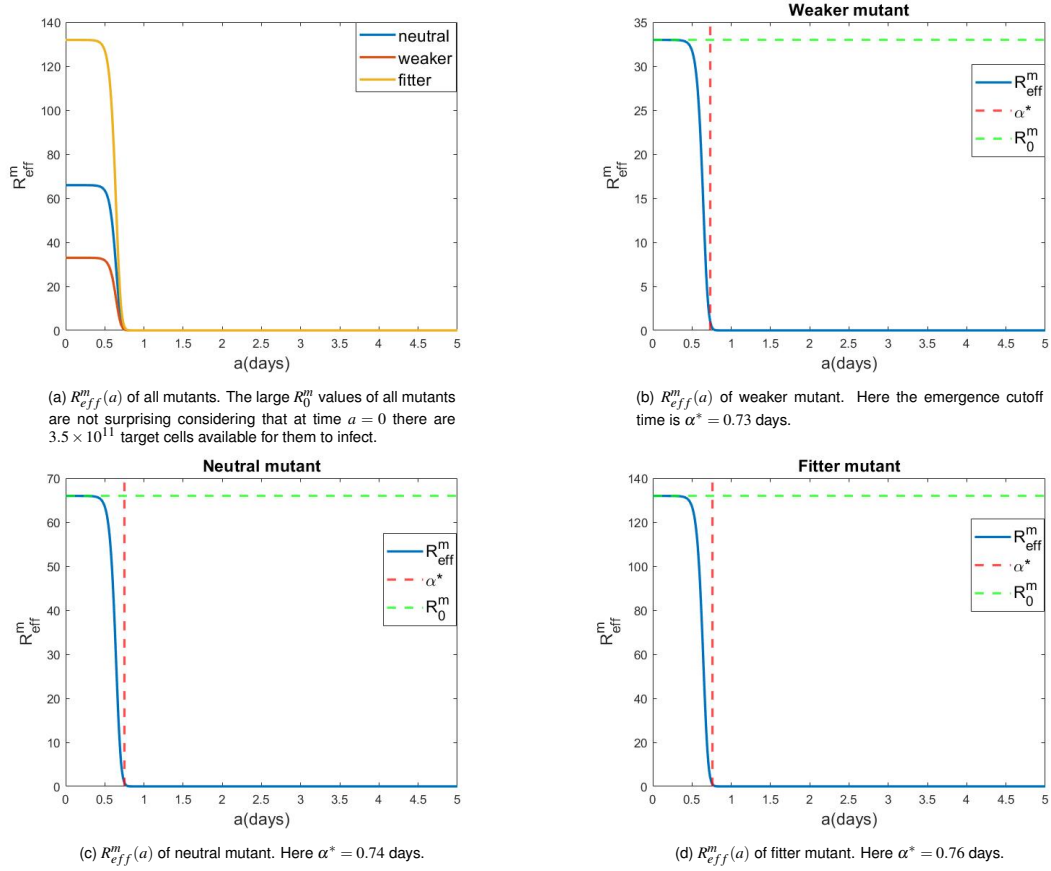 140
120
100
80
60
40
20
0
R^m_eff
0 0.5 1 1.5 2 2.5 3 3.5 4 4.5 5
a(days)
neutral
weaker
fitter
(a) R^m_eff(a) of all mutants. The large R^m_0 values of all mutants
are not surprising considering that at time a = 0 there are
3.5 × 10^11 target cells available for them to infect.
Weaker mutant
35
30
25
20
15
10
5
0
R^m_eff
0 0.5 1 1.5 2 2.5 3 3.5 4 4.5 5
a(days)
R^m_eff
α*
R^m_0
(b) R^m_eff(a) of weaker mutant. Here the emergence cutoff
time is α* = 0.73 days.
Neutral mutant
70
60
50
40
30
20
10
0
R^m_eff
0 0.5 1 1.5 2 2.5 3 3.5 4 4.5 5
a(days)
R^m_eff
α*
R^m_0
(c) R^m_eff(a) of neutral mutant. Here α* = 0.74 days.
Fitter mutant
140
120
100
80
60
40
20
0
R^m_eff
0 0.5 1 1.5 2 2.5 3 3.5 4 4.5 5
a(days)
R^m_eff
α*
R^m_0
(d) R^m_eff(a) of fitter mutant. Here α* = 0.76 days.